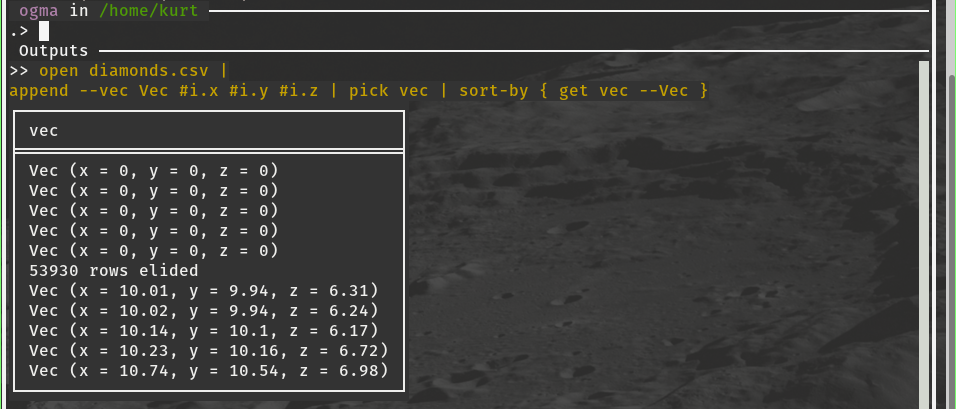 ogma in /home/kurt
.>
Outputs
>> open diamonds.csv |
append --vec Vec #i.x #i.y #i.z | pick vec | sort-by { get vec --Vec }
vec
Vec (x = 0, y = 0, z = 0)
Vec (x = 0, y = 0, z = 0)
Vec (x = 0, y = 0, z = 0)
Vec (x = 0, y = 0, z = 0)
Vec (x = 0, y = 0, z = 0)
53930 rows elided
Vec (x = 10.01, y = 9.94, z = 6.31)
Vec (x = 10.02, y = 9.94, z = 6.24)
Vec (x = 10.14, y = 10.1, z = 6.17)
Vec (x = 10.23, y = 10.16, z = 6.72)
Vec (x = 10.74, y = 10.54, z = 6.98)